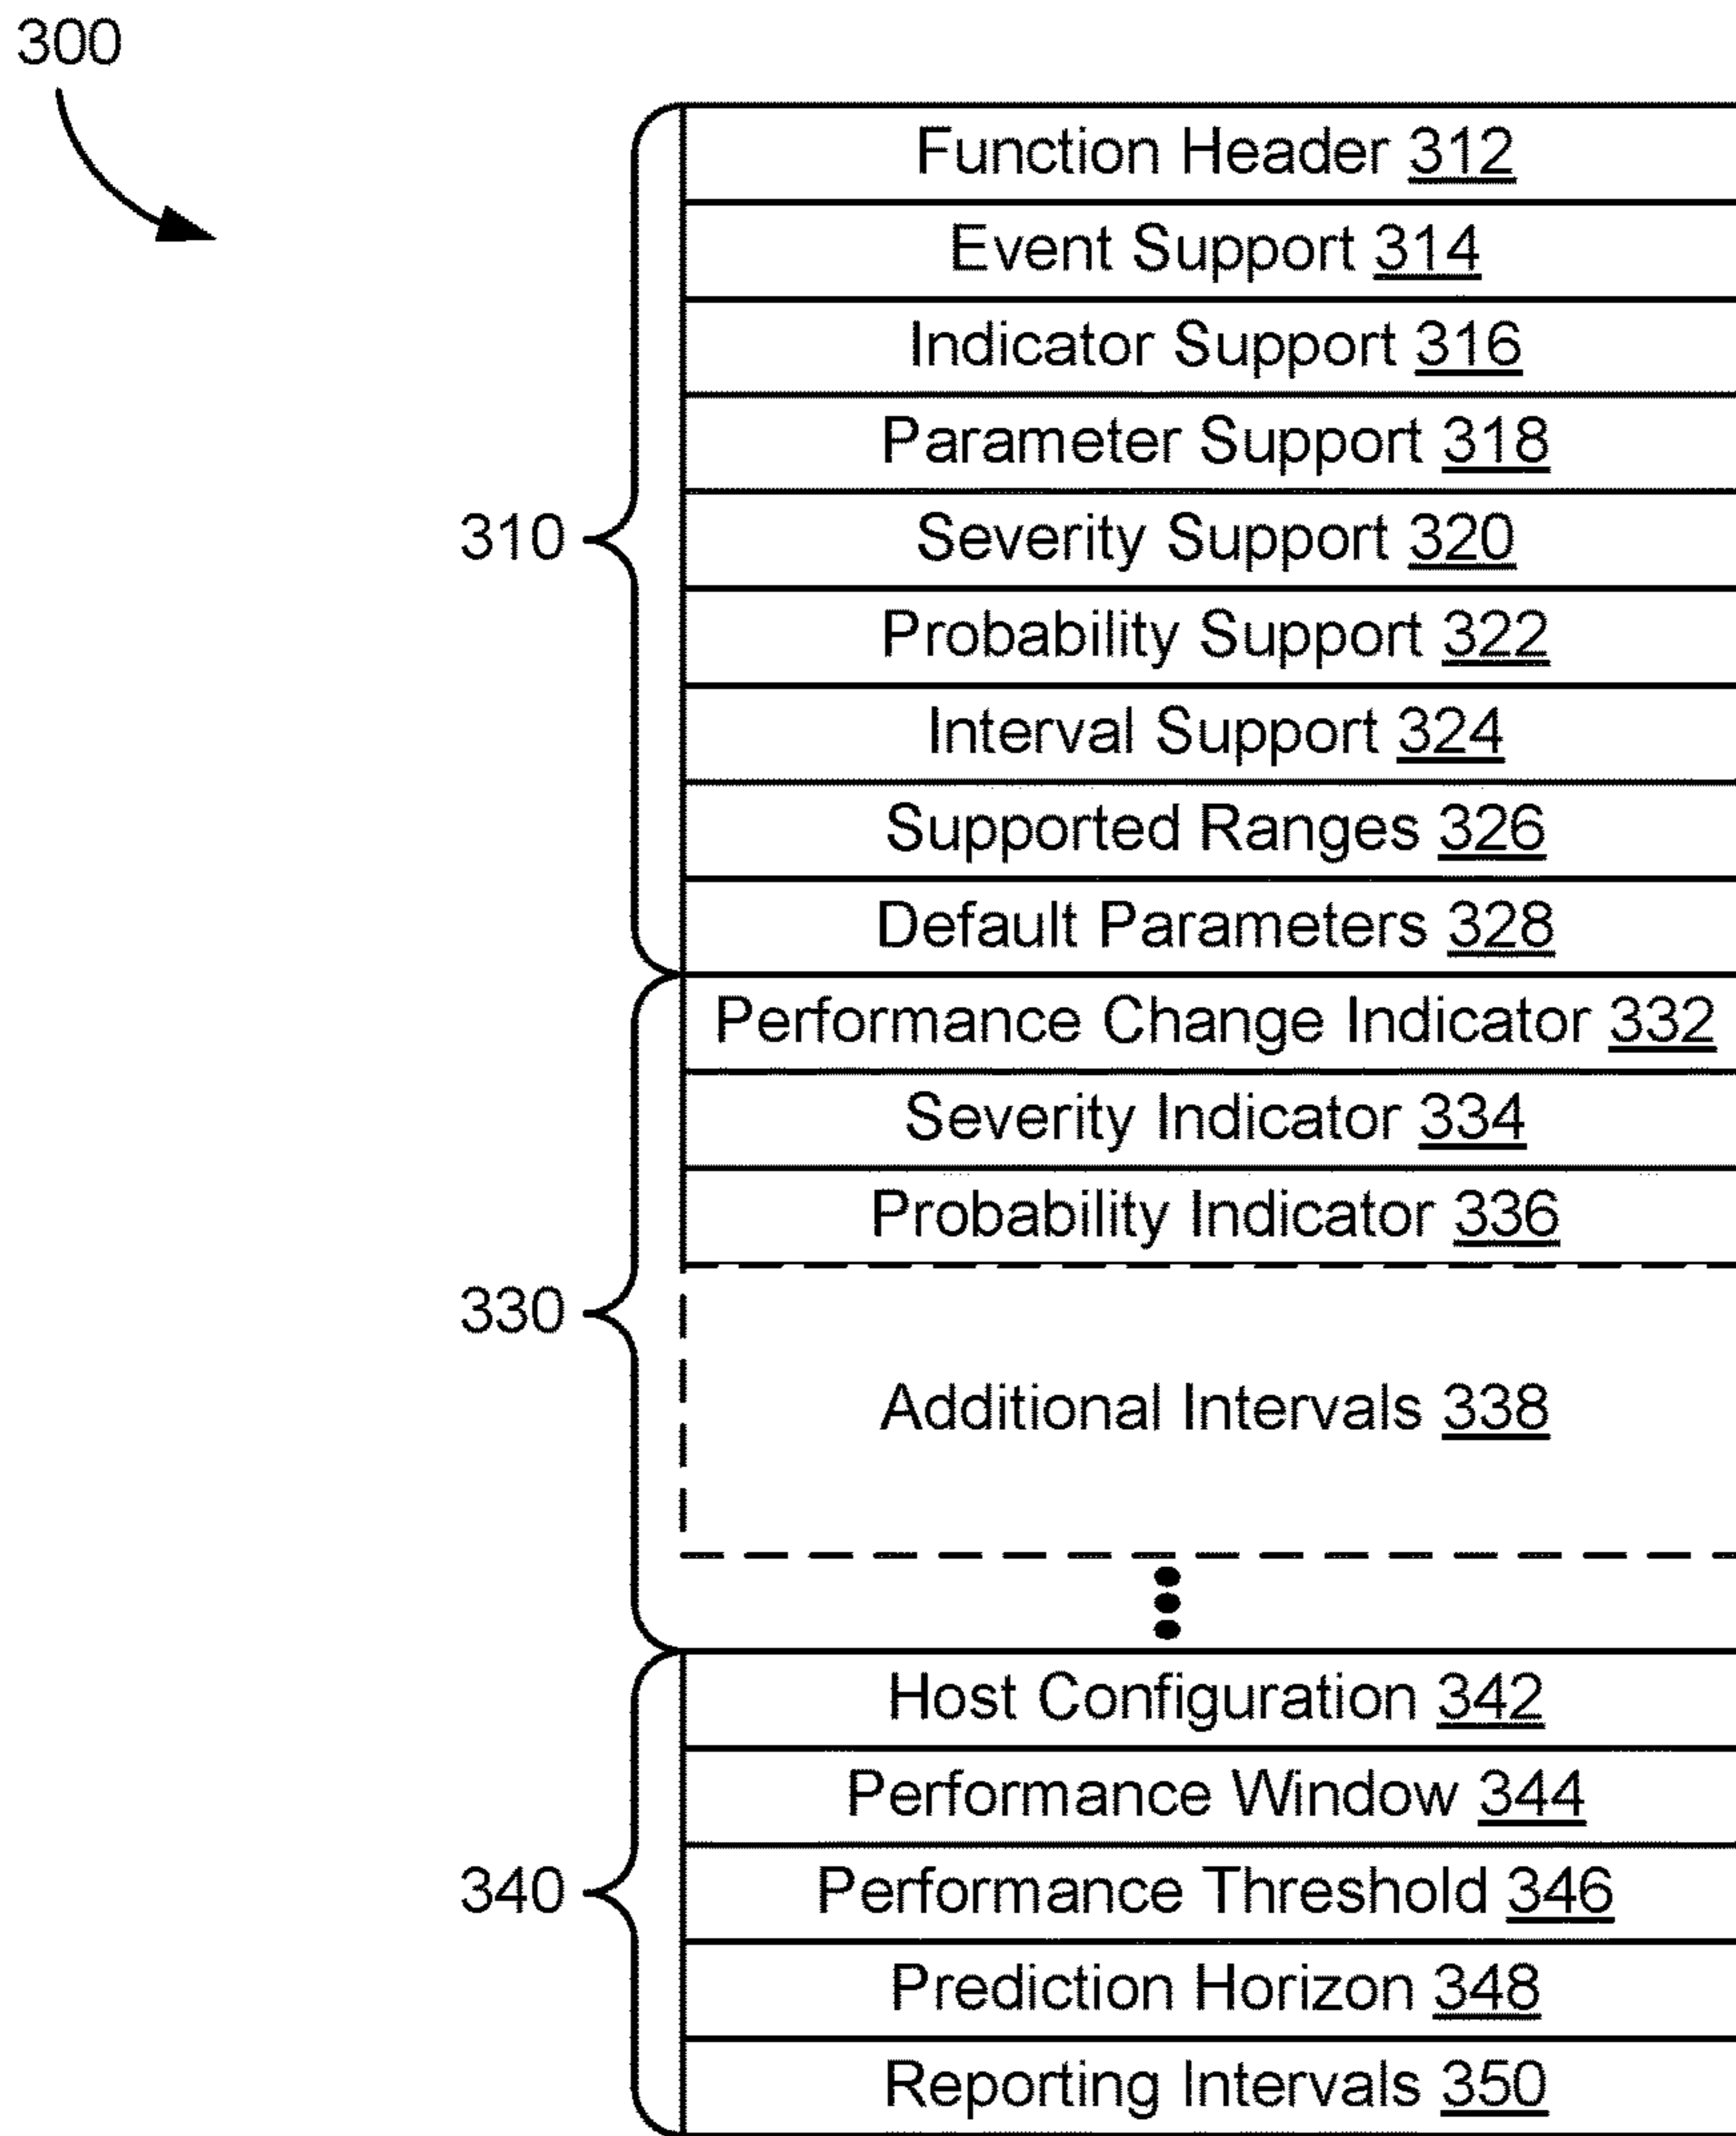 300
Function Header 312
Event Support 314
Indicator Support 316
Parameter Support 318
310
Severity Support 320
Probability Support 322
Interval Support 324
Supported Ranges 326
Default Parameters 328
Performance Change Indicator 332
Severity Indicator 334
Probability Indicator 336
330
Additional Intervals 338
Host Configuration 342
Performance Window 344
340
Performance Threshold 346
Prediction Horizon 348
Reporting Intervals 350